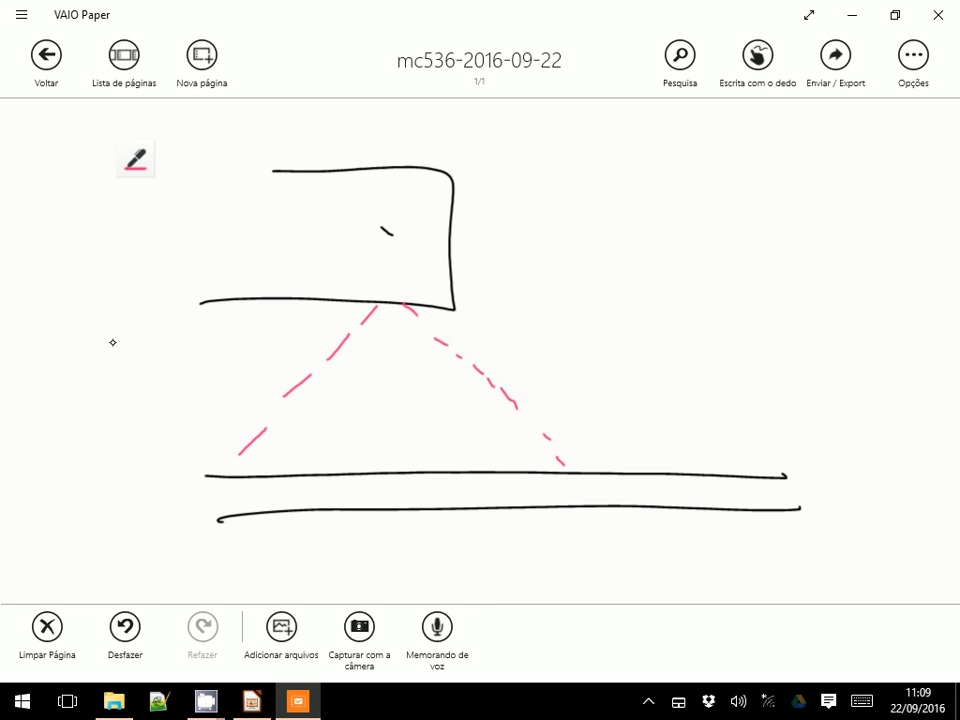 VAIO Paper
Voltar
Lista de páginas
Nova página
mc536-2016-09-22
1/1
Pesquisa
Escrita com o dedo
Enviar / Export
Opções
Limpar Página
Desfazer
Refazer
Adicionar arquivos
Capturar com a
câmera
Memorando de
voz
11:09
22/09/2016